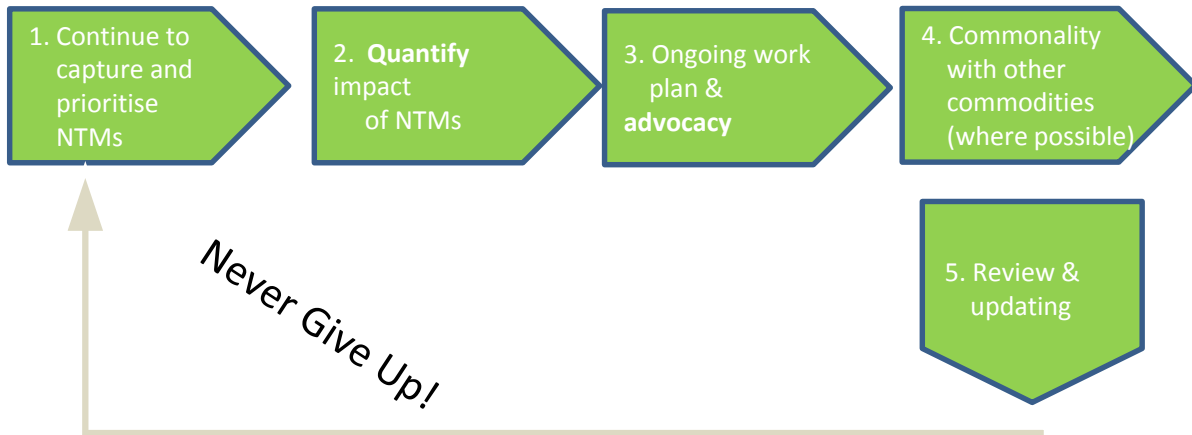 1. Continue to
capture and
prioritise
NTMs
2. Quantify
impact
of NTMs
3. Ongoing work
plan &
advocacy
4. Commonality
with other
commodities
(where possible)
5. Review &
updating
Never Give Up!